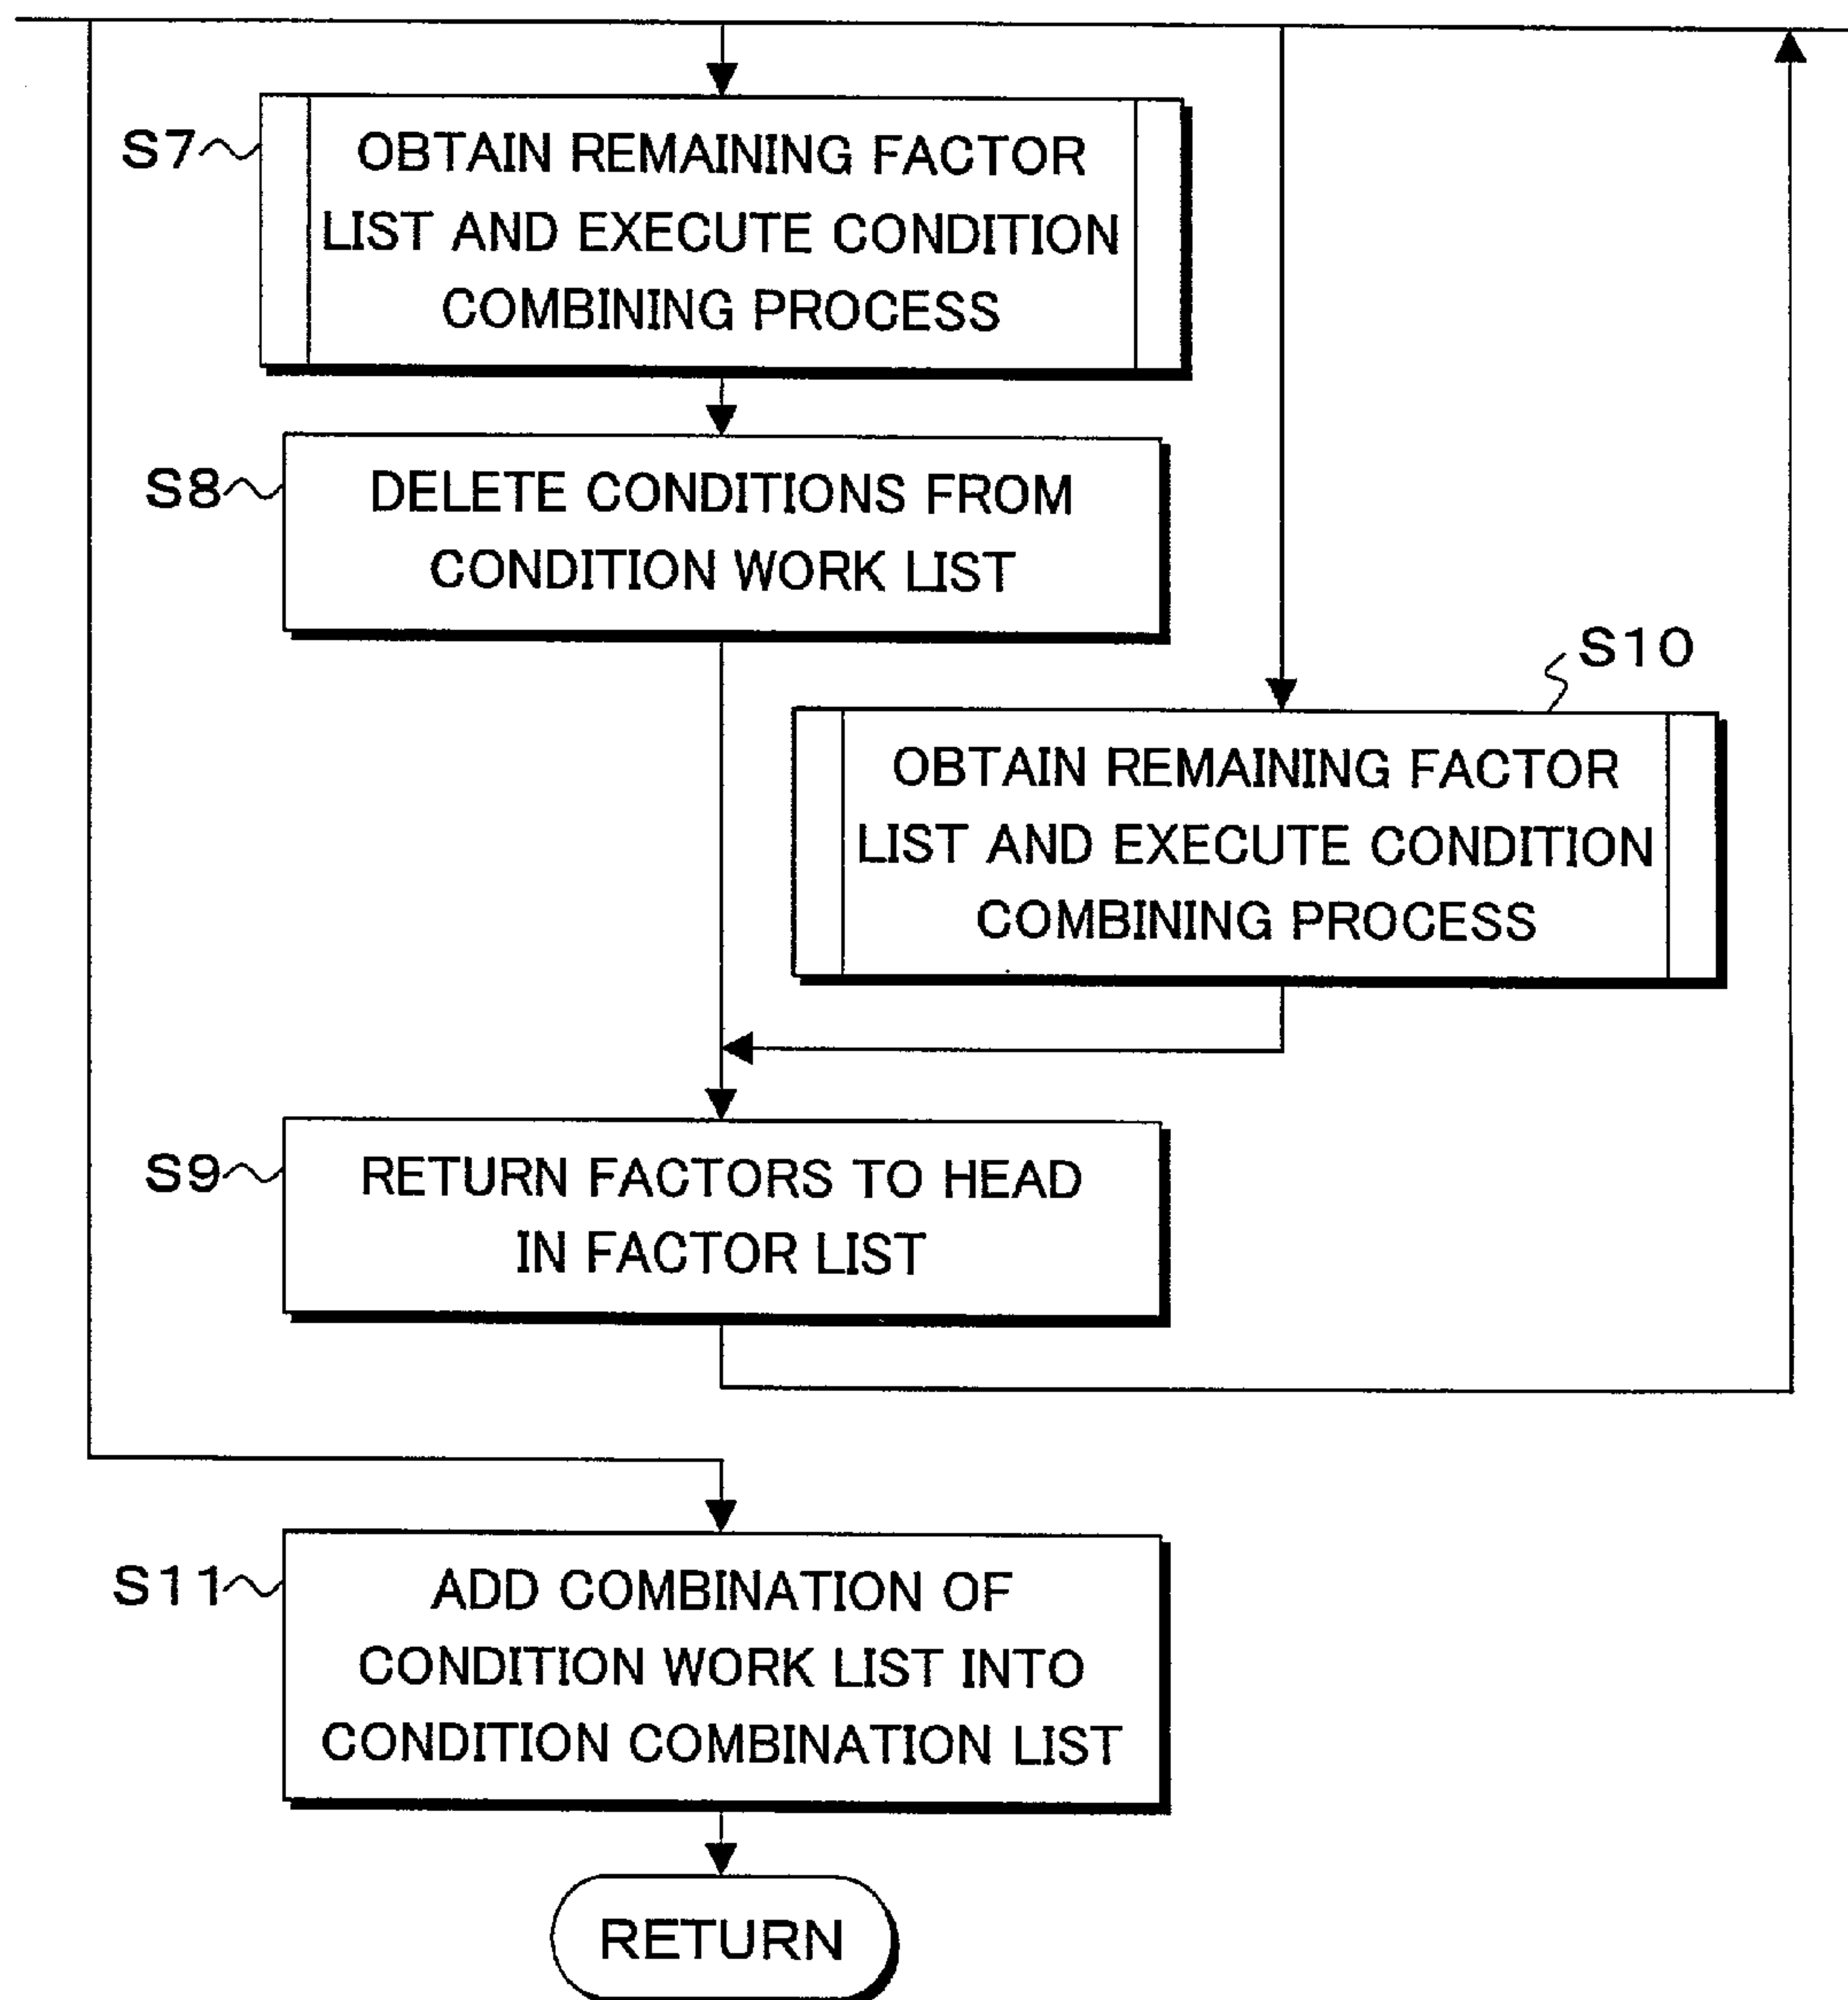 S7
OBTAIN REMAINING FACTOR
LIST AND EXECUTE CONDITION
COMBINING PROCESS
S8
DELETE CONDITIONS FROM
CONDITION WORK LIST
S10
OBTAIN REMAINING FACTOR
LIST AND EXECUTE CONDITION
COMBINING PROCESS
S9
RETURN FACTORS TO HEAD
IN FACTOR LIST
S11
ADD COMBINATION OF
CONDITION WORK LIST INTO
CONDITION COMBINATION LIST
RETURN